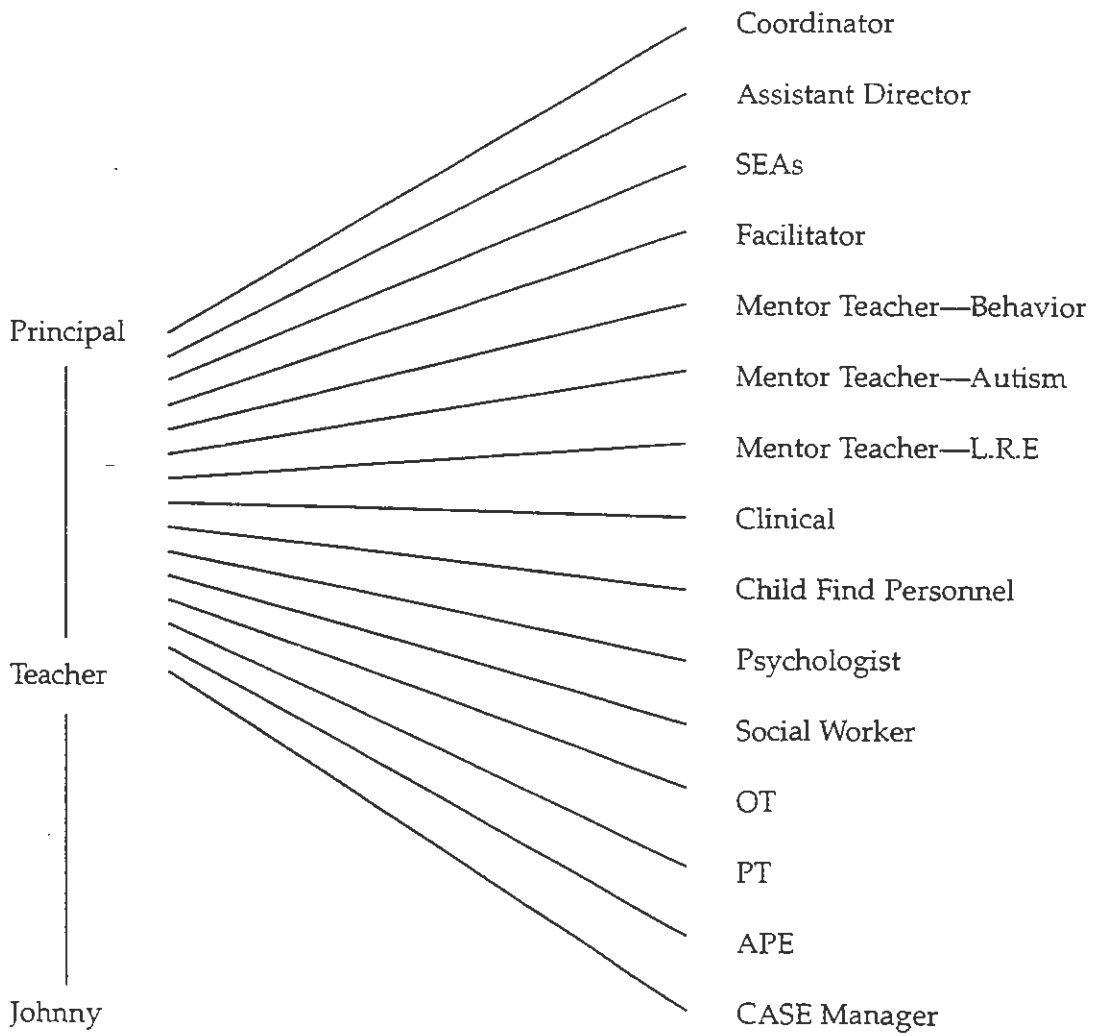 Coordinator
Assistant Director
SEAs
Facilitator
Mentor Teacher—Behavior
Principal
Mentor Teacher—Autism
Mentor Teacher—L.R.E
Clinical
Child Find Personnel
Psychologist
Teacher
Social Worker
OT
PT
APE
Johnny
CASE Manager